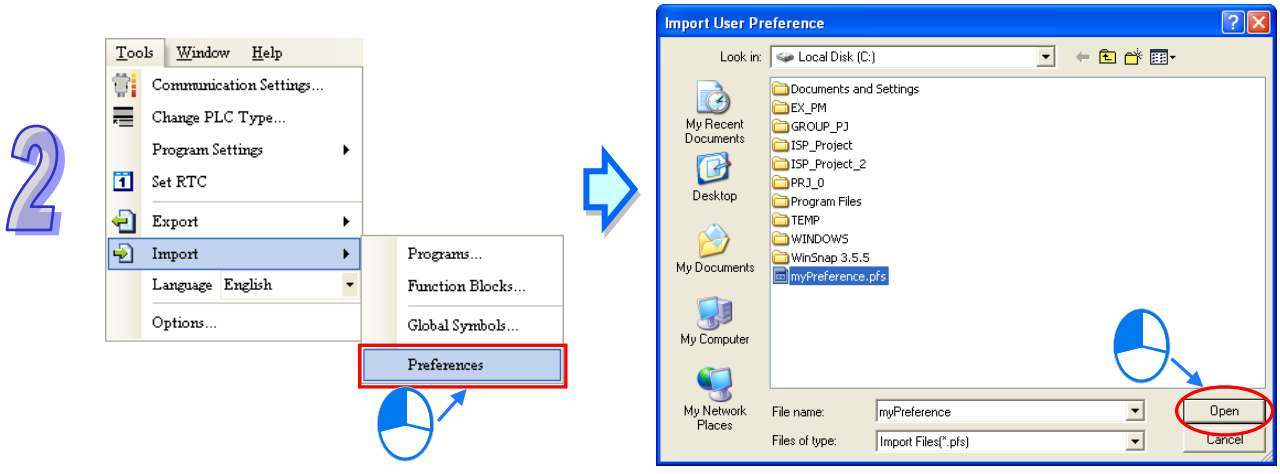 2
Tools Window Help
Communication Settings...
Change PLC Type...
Program Settings
1 Set RTC
Export
Import
Language English
Options...
Programs...
Function Blocks...
Global Symbols...
Preferences
Import User Preference
Look in: Local Disk (C:)
My Recent
Documents
Desktop
My Documents
My Computer
My Network
Places
Documents and Settings
EX_PM
GROUP_PJ
ISP_Project
ISP_Project_2
PRJ_0
Program Files
TEMP
WINDOWS
WinSnap 3.5.5
myPreference.pfs
File name: myPreference Open
Files of type: Import Files(*.pfs) Cancel